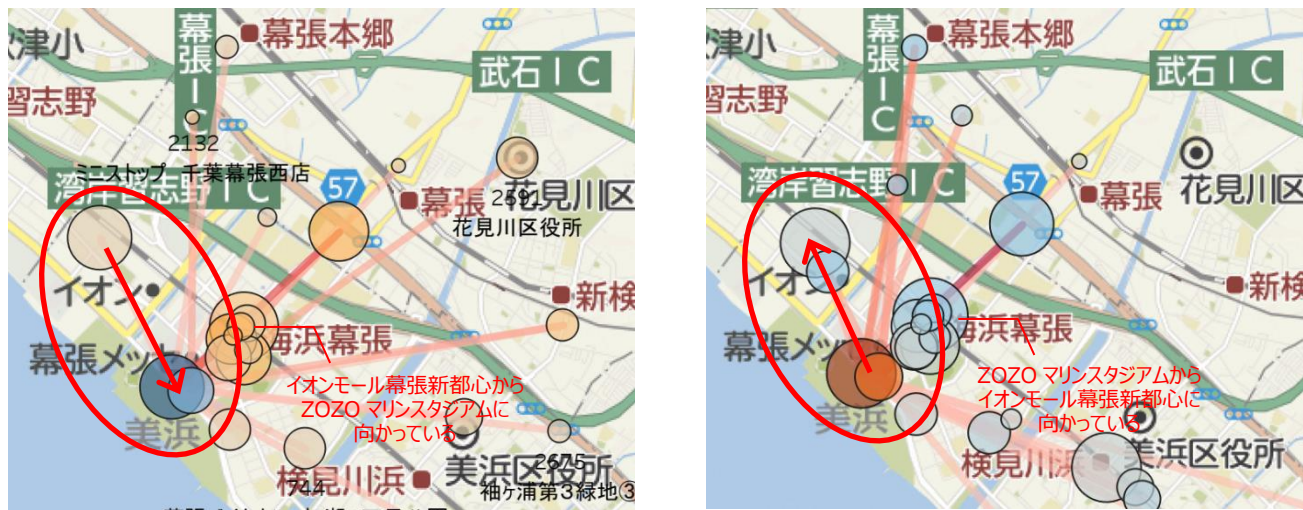 幕張本郷
津小
幕張IC
武石IC
習志野
2132
ミニストップ 千葉幕張西店
湾岸習志野IC
57
幕張
花見川区
花見川区役所
イオン
新検
海浜幕張
幕張メッセ
イオンモール幕張新都心から
ZOZO マリンスタジアムに
向かっている
美浜
美浜区役所
検見川浜
2675
744
袖ヶ浦第3緑地③
幕張本郷
津小
幕張IC
武石IC
習志野
湾岸習志野IC
57
幕張
花見川区
イオン
新検
海浜幕張
幕張メッ
ZOZO マリンスタジアムから
イオンモール幕張新都心に
向かっている
美浜
美浜区役所
検見川浜